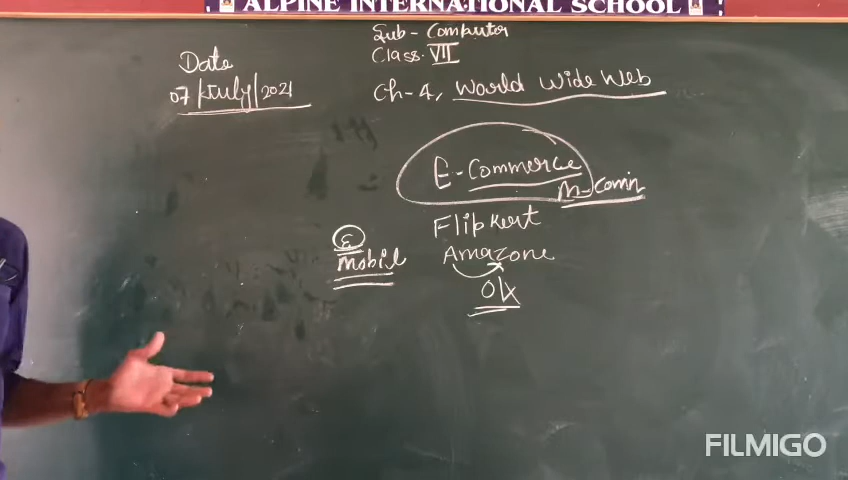 ALPINE INTERNATIONAL SCHOOL
Sub- Computor
Class- VII
Date
07/July/2021
Ch-4, World Wide Web
E-Commerce
M-Comm
Flipkert
E
Mobil
Amazone
Olx
FILMIGO